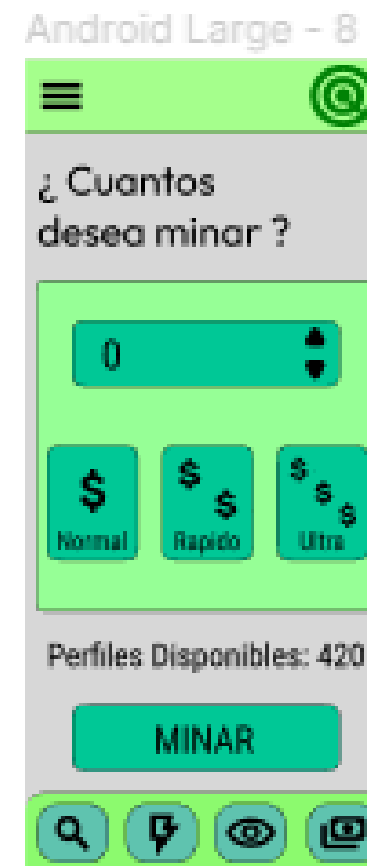 Android Large - 8
¿ Cuantos
desea minar ?
0
$
$
$
$
$
$
Normal
Rapido
Ultra
Perfiles Disponibles: 420
MINAR